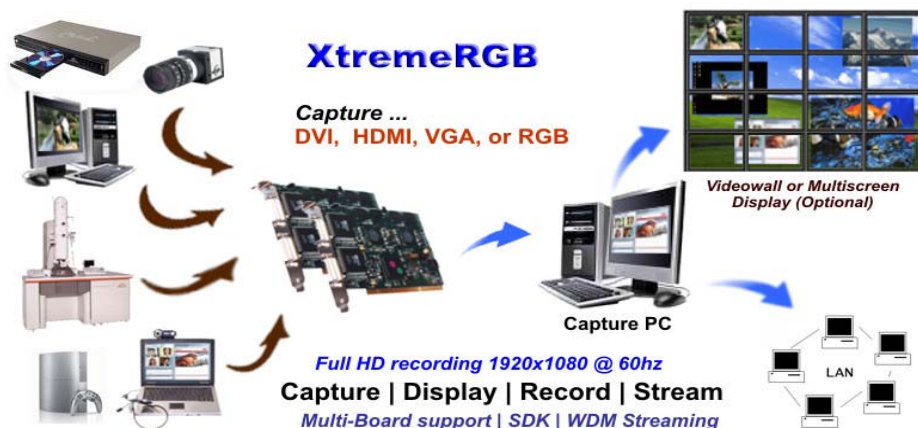 XtremeRGB
Capture ...
DVI, HDMI, VGA, or RGB
Videowall or Multiscreen
Display (Optional)
Capture PC
LAN
Full HD recording 1920x1080 @ 60hz
Capture | Display | Record | Stream
Multi-Board support | SDK | WDM Streaming